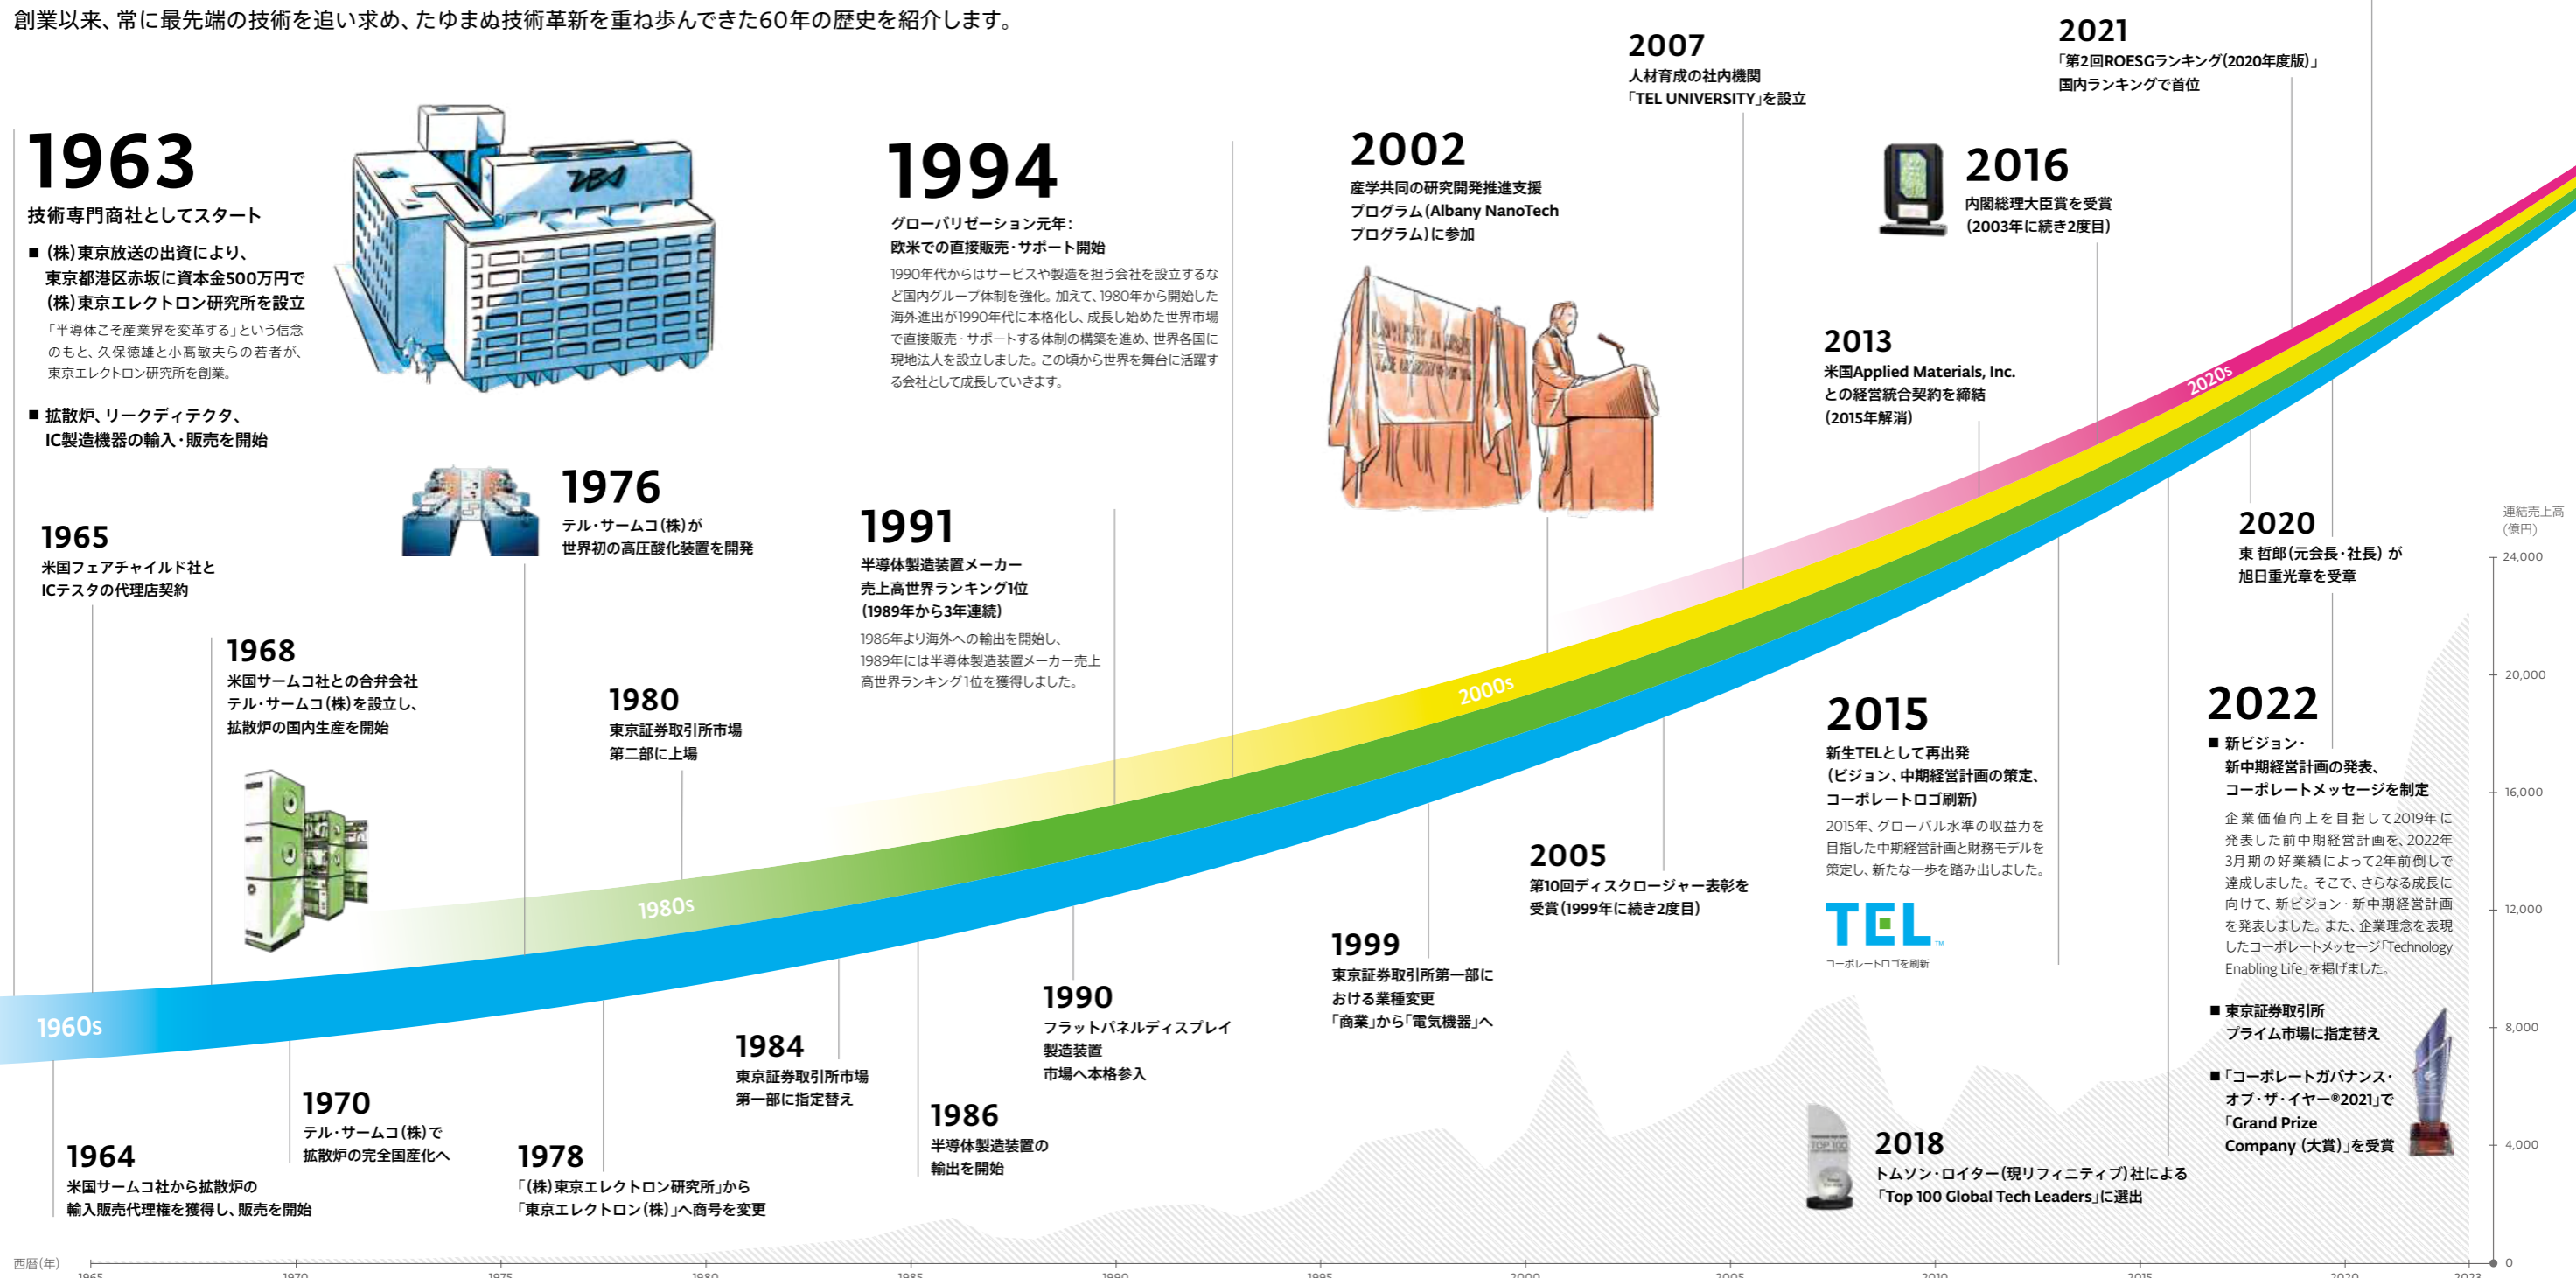 創業以来、常に最先端の技術を追い求め、たゆまぬ技術革新を重ね歩んできた60年の歴史を紹介します。
1963
技術専門商社としてスタート
■ (株)東京放送の出資により、
東京都港区赤坂に資本金500万円で
(株)東京エレクトロン研究所を設立
「半導体こそ産業界を変革する」という信念
のもと、久保徳雄と小髙敏夫らの若者が、
東京エレクトロン研究所を創業。
■ 拡散炉、リークディテクタ、
IC製造機器の輸入・販売を開始
TBS
1964
米国サームコ社から拡散炉の
輸入販売代理権を獲得し、販売を開始
1965
米国フェアチャイルド社と
ICテスタの代理店契約
1968
米国サームコ社との合弁会社
テル・サームコ(株)を設立し、
拡散炉の国内生産を開始
1970
テル・サームコ(株)で
拡散炉の完全国産化へ
1976
テル・サームコ(株)が
世界初の高圧酸化装置を開発
1978
「(株)東京エレクトロン研究所」から
「東京エレクトロン(株)」へ商号を変更
1980
東京証券取引所市場
第二部に上場
1984
東京証券取引所市場
第一部に指定替え
1986
半導体製造装置の
輸出を開始
1990
フラットパネルディスプレイ
製造装置
市場へ本格参入
1991
半導体製造装置メーカー
売上高世界ランキング1位
(1989年から3年連続)
1986年より海外への輸出を開始し、
1989年には半導体製造装置メーカー売上
高世界ランキング1位を獲得しました。
1994
グローバリゼーション元年:
欧米での直接販売・サポート開始
1990年代からはサービスや製造を担う会社を設立するな
ど国内グループ体制を強化。加えて、1980年から開始した
海外進出が1990年代に本格化し、成長し始めた世界市場
で直接販売・サポートする体制の構築を進め、世界各国に
現地法人を設立しました。この頃から世界を舞台に活躍す
る会社として成長していきます。
1999
東京証券取引所第一部に
おける業種変更
「商業」から「電気機器」へ
2002
産学共同の研究開発推進支援
プログラム(Albany NanoTech
プログラム)に参加
2005
第10回ディスクロージャー表彰を
受賞(1999年に続き2度目)
2007
人材育成の社内機関
「TEL UNIVERSITY」を設立
2013
米国Applied Materials, Inc.
との経営統合契約を締結
(2015年解消)
2015
新生TELとして再出発
(ビジョン、中期経営計画の策定、
コーポレートロゴ刷新)
2015年、グローバル水準の収益力を
目指した中期経営計画と財務モデルを
策定し、新たな一歩を踏み出しました。
TEL™
コーポレートロゴを刷新
2016
内閣総理大臣賞を受賞
(2003年に続き2度目)
2018
トムソン・ロイター(現リフィニティブ)社による
「Top 100 Global Tech Leaders」に選出
TOP 100
2020
東 哲郎(元会長・社長) が
旭日重光章を受章
2021
「第2回ROESGランキング(2020年度版)」
国内ランキングで首位
2022
■ 新ビジョン・
新中期経営計画の発表、
コーポレートメッセージを制定
企業価値向上を目指して2019年に
発表した前中期経営計画を、2022年
3月期の好業績によって2年前倒しで
達成しました。そこで、さらなる成長に
向けて、新ビジョン・新中期経営計画
を発表しました。また、企業理念を表現
したコーポレートメッセージ「Technology
Enabling Life」を掲げました。
■ 東京証券取引所
プライム市場に指定替え
■「コーポレートガバナンス・
オブ・ザ・イヤー®2021」で
「Grand Prize
Company (大賞)」を受賞
1960s
1980s
2000s
2020s
連結売上高
(億円)
24,000
20,000
16,000
12,000
8,000
4,000
0
西暦(年)
1965
1970
1975
1980
1985
1990
1995
2000
2005
2010
2015
2020
2023